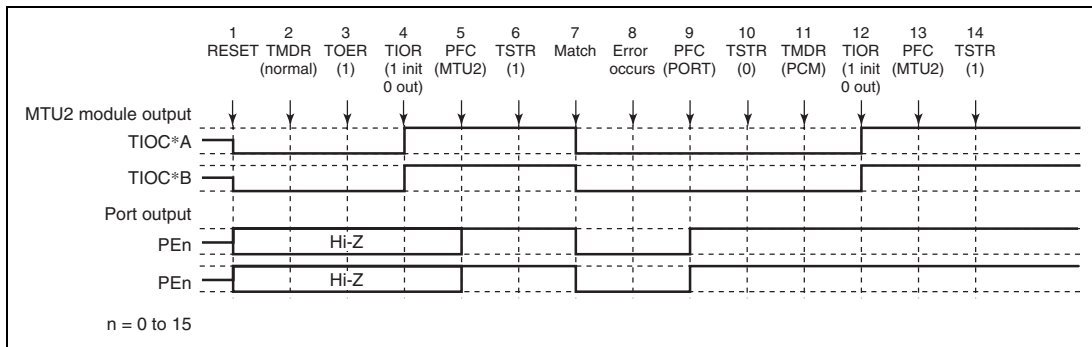 1 2 3 4 5 6 7 8 9 10 11 12 13 14
RESET TMDR TOER TIOR PFC TSTR Match Error PFC TSTR TMDR TIOR PFC TSTR
(normal) (1) (1 init (MTU2) (1) occurs (PORT) (0) (PCM) (1 init (MTU2) (1)
0 out) 0 out)
MTU2 module output
TIOC*A
TIOC*B
Port output
PEn Hi-Z
PEn Hi-Z
n = 0 to 15